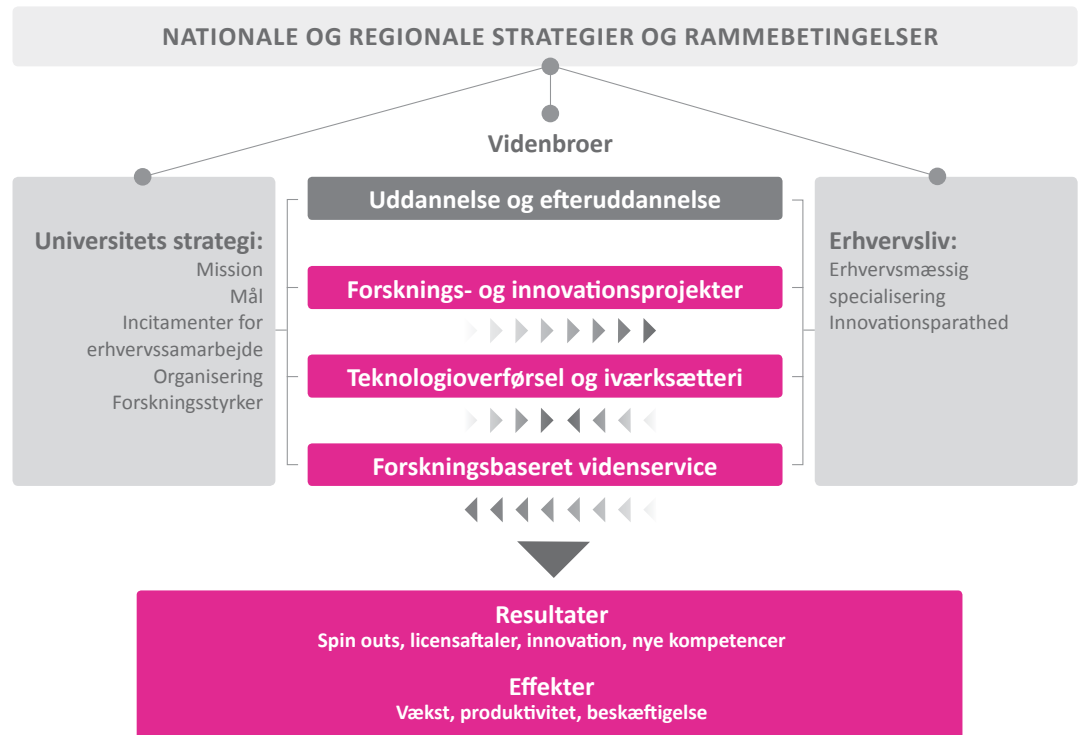 NATIONALE OG REGIONALE STRATEGIER OG RAMMEBETINGELSER
Videnbroer
Universitets strategi:
Mission
Mål
Incitamenter for
erhvervssamarbejde
Organisering
Forskningsstyrker
Uddannelse og efteruddannelse
Forsknings- og innovationsprojekter
Teknologioverførsel og iværksætteri
Forskningsbaseret videnservice
Erhvervsliv:
Erhvervsmæssig
specialisering
Innovationsparathed
Resultater
Spin outs, licensaftaler, innovation, nye kompetencer
Effekter
Vækst, produktivitet, beskæftigelse